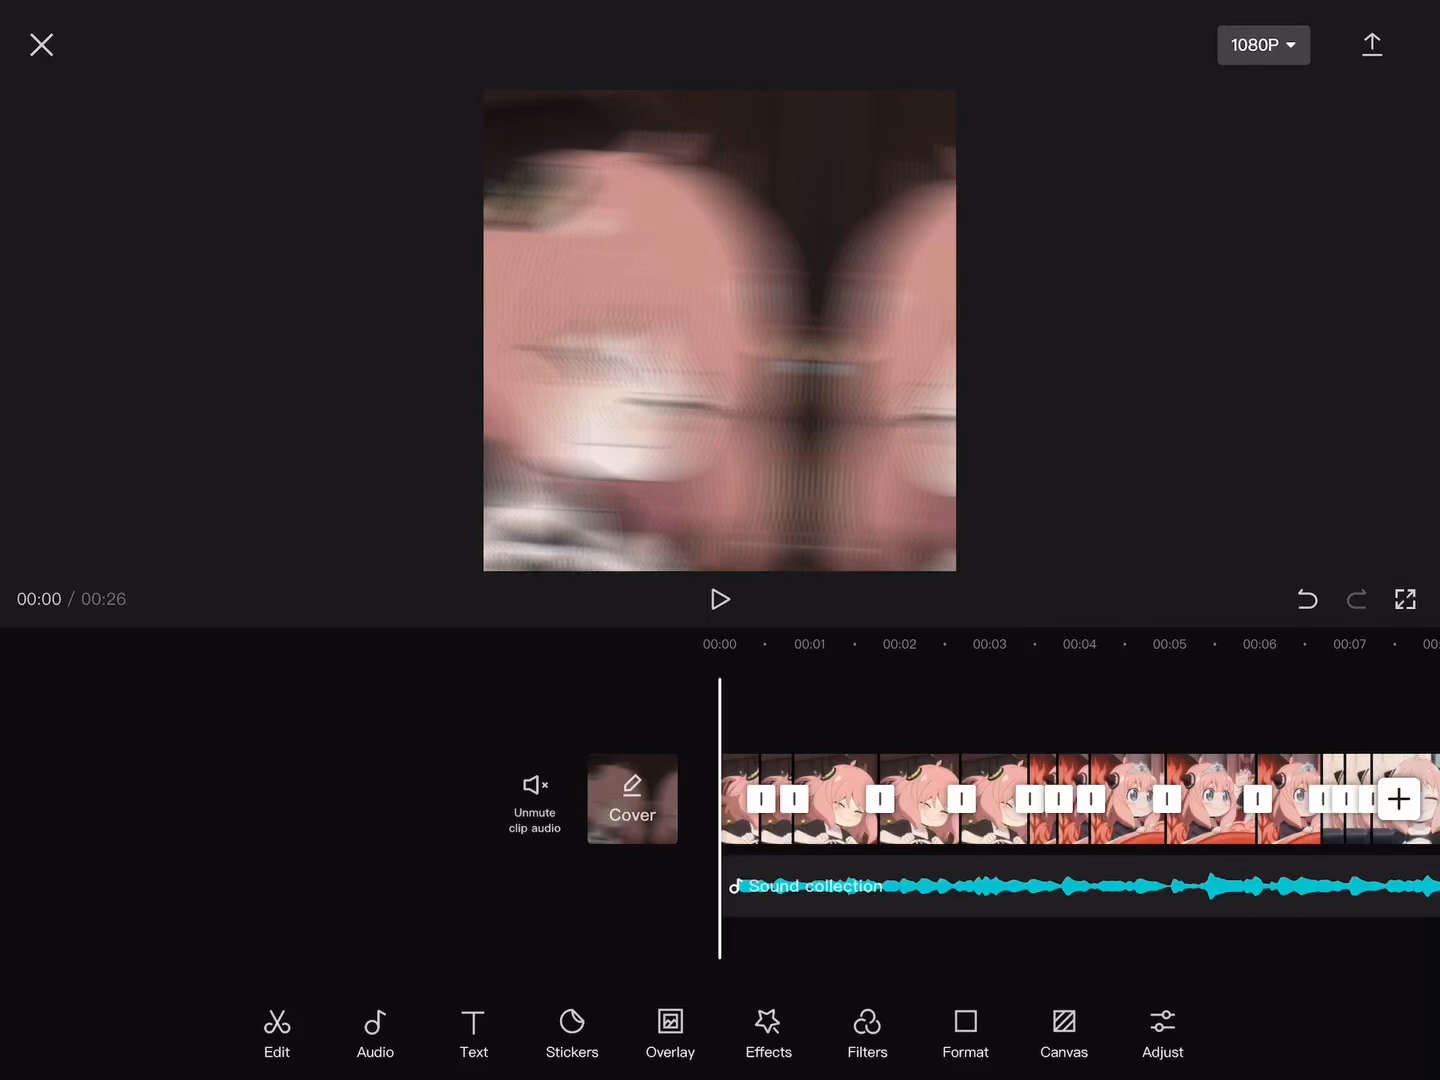 1080P
00:00 / 00:26
00:00 00:01 00:02 00:03 00:04 00:05 00:06 00:07 00:
Unmute
clip audio
Cover
Sound collection
Edit Audio Text Stickers Overlay Effects Filters Format Canvas Adjust